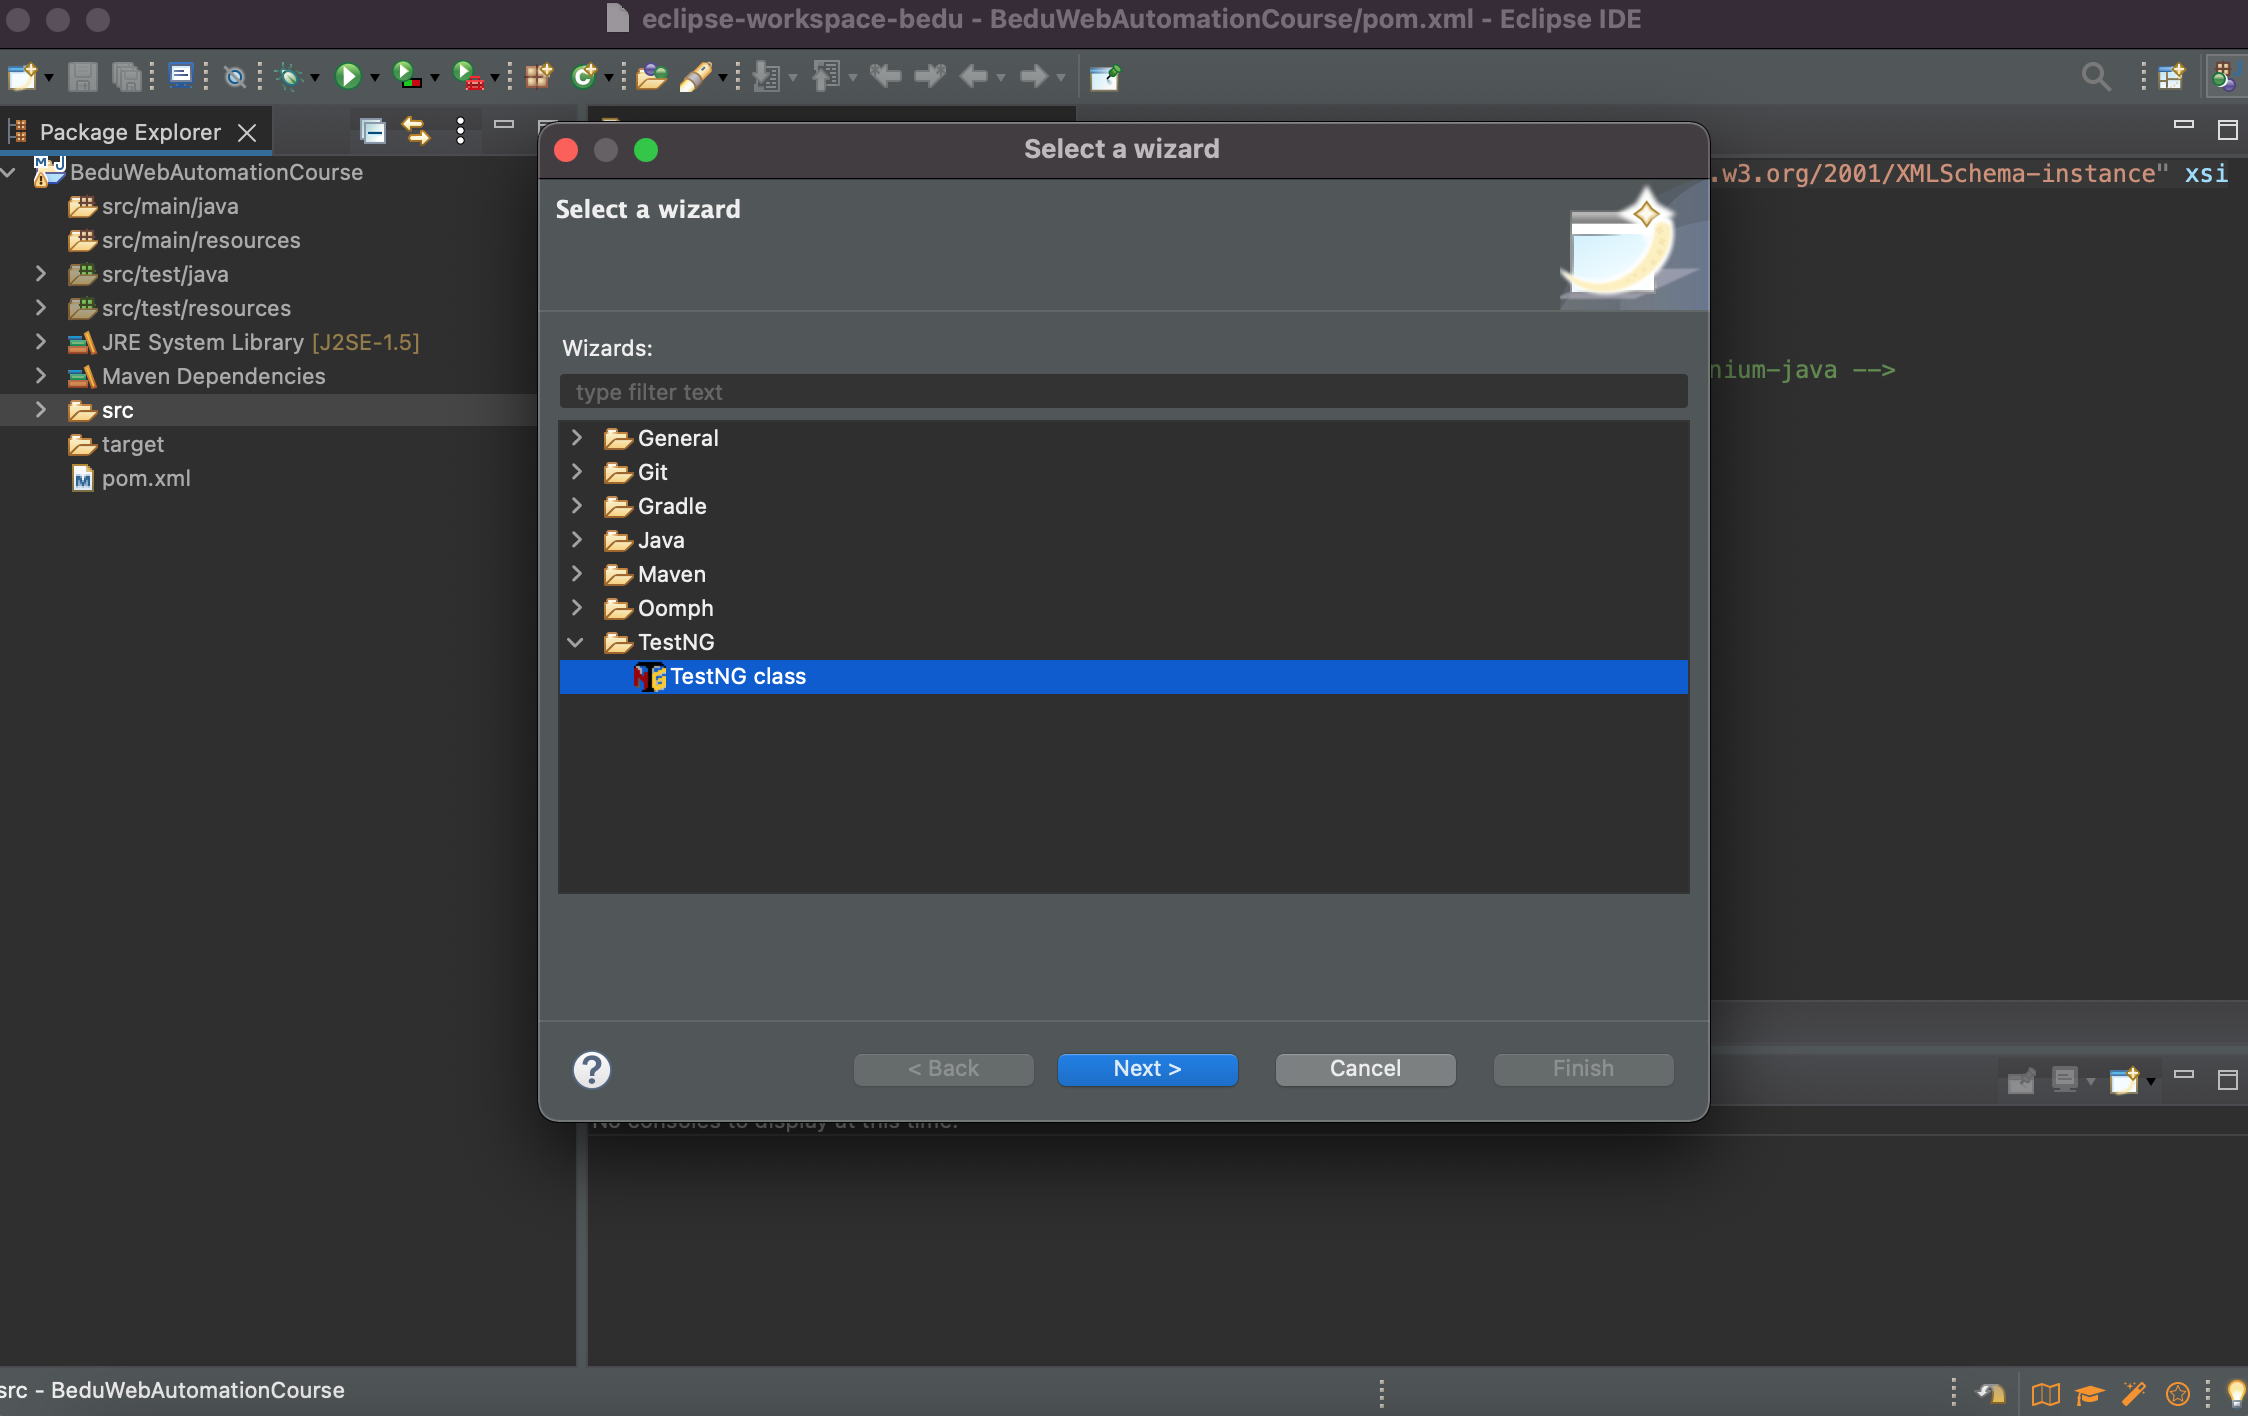 eclipse-workspace-bedu - BeduWebAutomationCourse/pom.xml - Eclipse IDE
Package Explorer
BeduWebAutomationCourse
src/main/java
src/main/resources
src/test/java
src/test/resources
JRE System Library [J2SE-1.5]
Maven Dependencies
src
target
pom.xml
Select a wizard
Select a wizard
Wizards:
type filter text
General
Git
Gradle
Java
Maven
Oomph
TestNG
TestNG class
< Back
Next >
Cancel
Finish
.w3.org/2001/XMLSchema-instance" xsi
nium-java -->
No consoles to display at this time.
src - BeduWebAutomationCourse